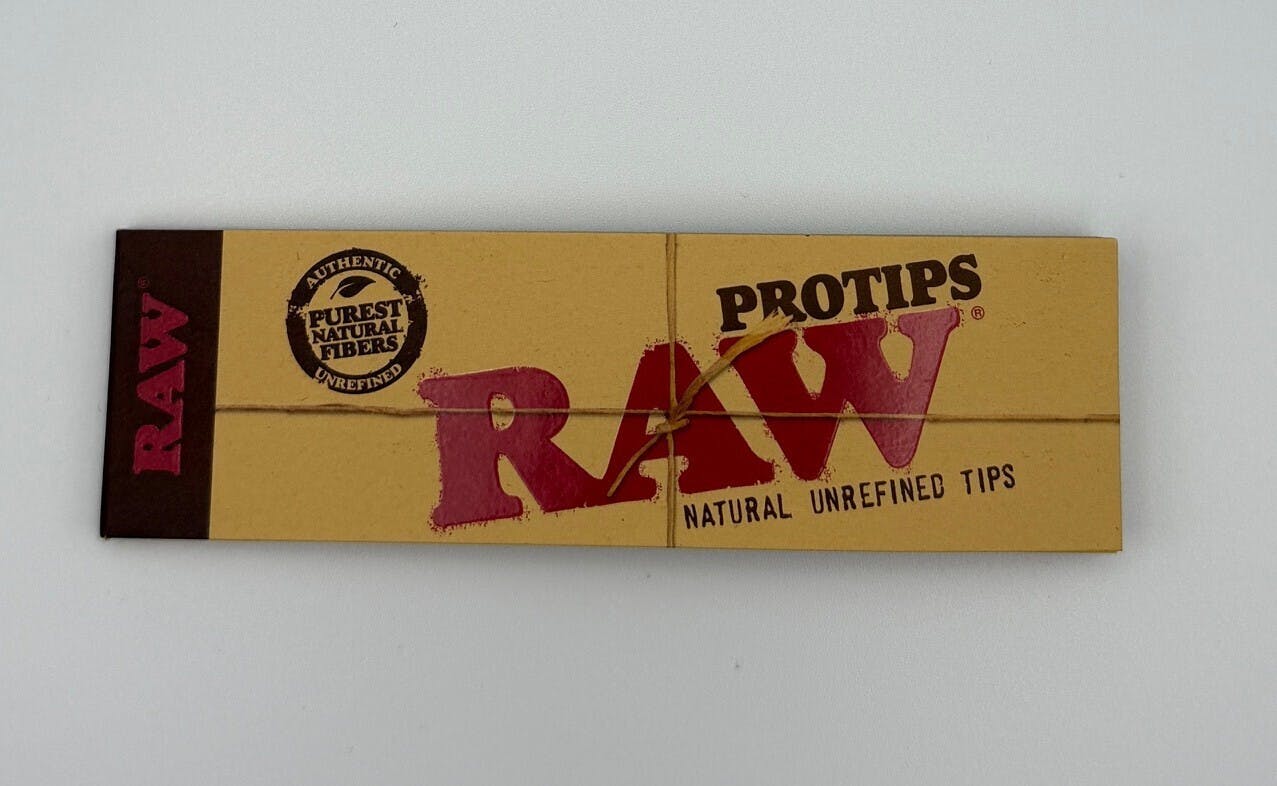 RAW®
AUTHENTIC
PUREST
NATURAL
FIBERS
UNREFINED
PROTIPS
RAW®
NATURAL UNREFINED TIPS